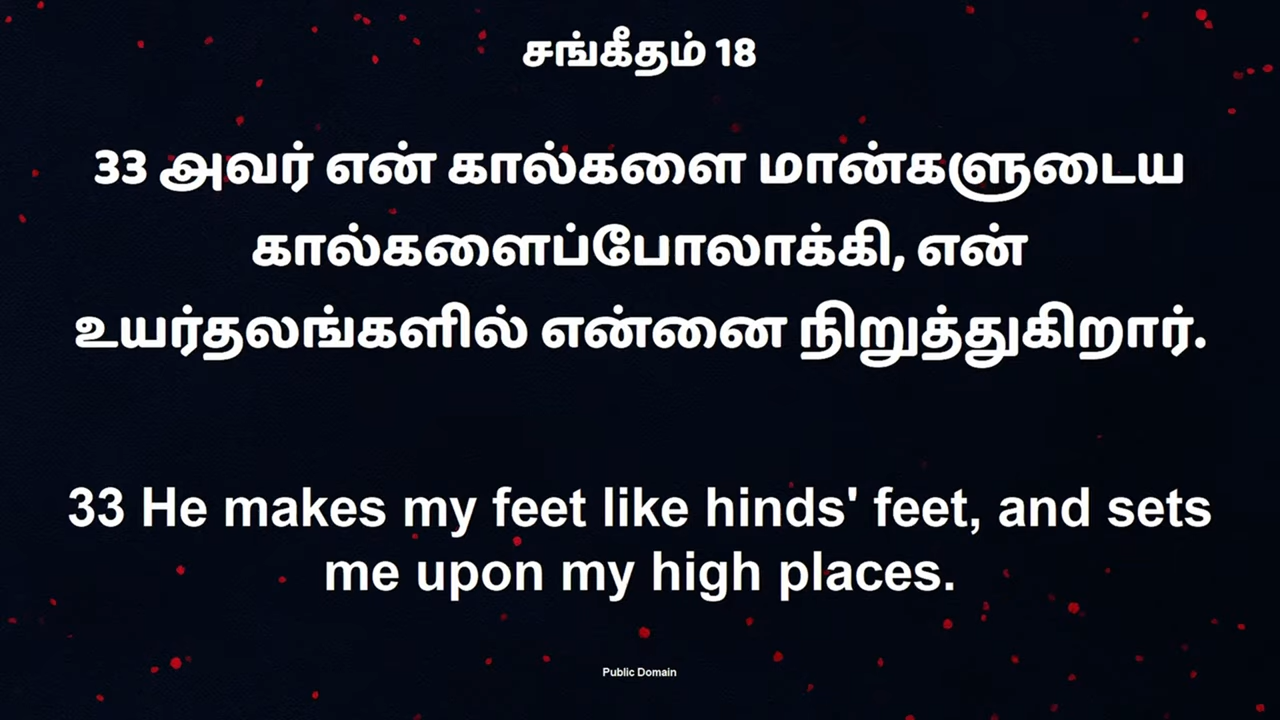 சங்கீதம் 18
33 அவர் என் கால்களை மான்களுடைய
கால்களைப்போலாக்கி, என்
உயர்தலங்களில் என்னை நிறுத்துகிறார்.
33 He makes my feet like hinds' feet, and sets
me upon my high places.
Public Domain